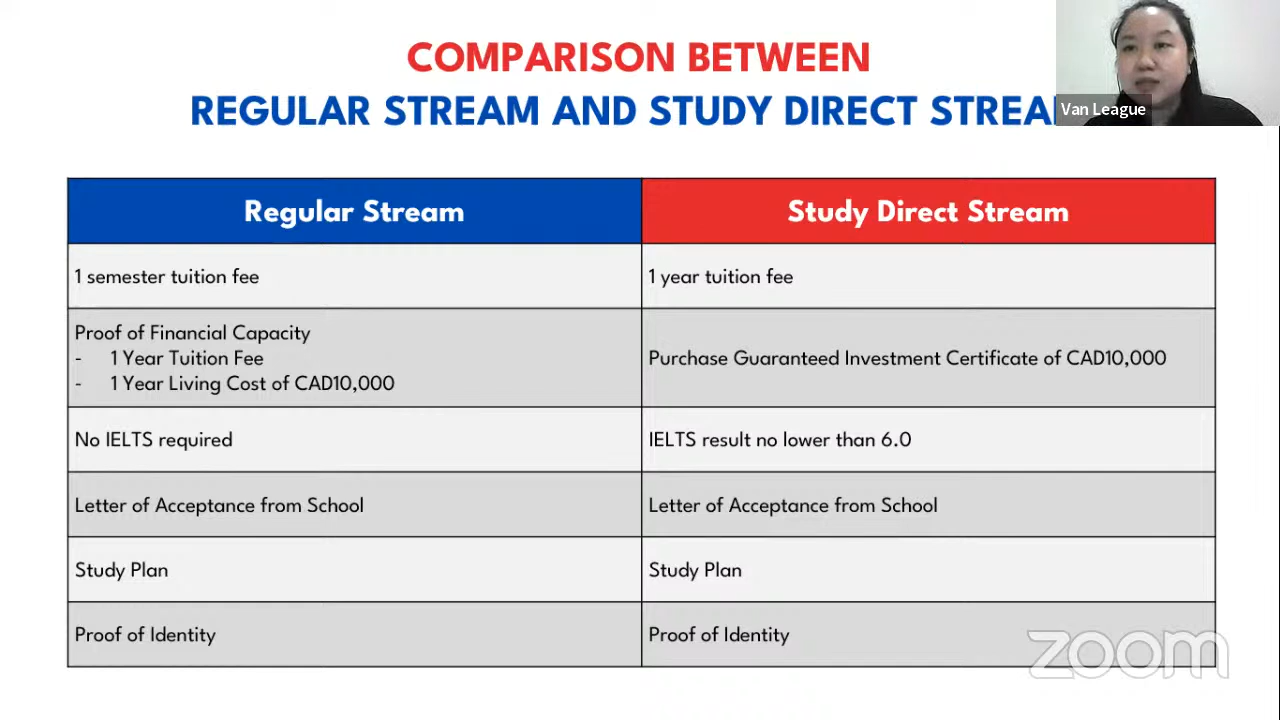 COMPARISON BETWEEN
REGULAR STREAM AND STUDY DIRECT STREA
Van League
Regular Stream
Study Direct Stream
1 semester tuition fee
1 year tuition fee
Proof of Financial Capacity
- 1 Year Tuition Fee
- 1 Year Living Cost of CAD10,000
Purchase Guaranteed Investment Certificate of CAD10,000
No IELTS required
IELTS result no lower than 6.0
Letter of Acceptance from School
Letter of Acceptance from School
Study Plan
Study Plan
Proof of Identity
Proof of Identity
zoom